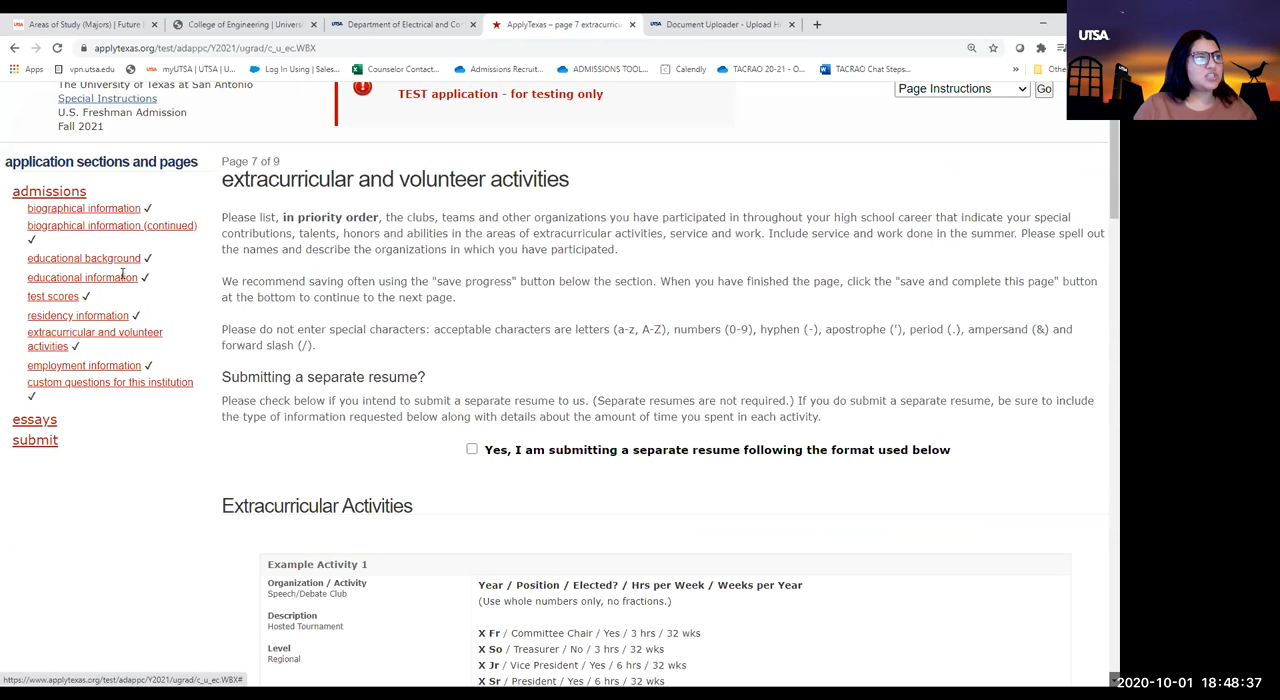 Areas of Study (Majors) | Future
College of Engineering | Univers
Department of Electrical and Co
ApplyTexas – page 7 extracurric
Document Uploader - Upload H
applytexas.org/test/adappc/Y2021/ugrad/c_u_ec.WBX
Apps
vpn.utsa.edu
myUTSA | UTSA | U...
Log In Using | Sales...
Counselor Contact...
AdmissionsRecruit...
ADMISSIONS TOOL...
Calendly
TACRAO 20-21 - O...
TACRAO Chat Steps...
»
Othe
UTSA
The University of Texas at San Antonio
Special Instructions
U.S. Freshman Admission
Fall 2021
TEST application - for testing only
Page Instructions
Go
application sections and pages
admissions
biographical information ✓
biographical information (continued)
✓
educational background ✓
educational information ✓
test scores ✓
residency information ✓
extracurricular and volunteer
activities ✓
employment information ✓
custom questions for this institution
✓
essays
submit
Page 7 of 9
extracurricular and volunteer activities
Please list, in priority order, the clubs, teams and other organizations you have participated in throughout your high school career that indicate your special
contributions, talents, honors and abilities in the areas of extracurricular activities, service and work. Include service and work done in the summer. Please spell out
the names and describe the organizations in which you have participated.
We recommend saving often using the "save progress" button below the section. When you have finished the page, click the "save and complete this page" button
at the bottom to continue to the next page.
Please do not enter special characters: acceptable characters are letters (a-z, A-Z), numbers (0-9), hyphen (-), apostrophe ('), period (.), ampersand (&) and
forward slash (/).
Submitting a separate resume?
Please check below if you intend to submit a separate resume to us. (Separate resumes are not required.) If you do submit a separate resume, be sure to include
the type of information requested below along with details about the amount of time you spent in each activity.
Yes, I am submitting a separate resume following the format used below
Extracurricular Activities
Example Activity 1
Organization / Activity
Speech/Debate Club
Description
Hosted Tournament
Level
Regional
Year / Position / Elected? / Hrs per Week / Weeks per Year
(Use whole numbers only, no fractions.)
X Fr / Committee Chair / Yes / 3 hrs / 32 wks
X So / Treasurer / No / 3 hrs / 32 wks
X Jr / Vice President / Yes / 6 hrs / 32 wks
X Sr / President / Yes / 6 hrs / 32 wks
https://www.applytexas.org/test/adappc/Y2021/ugrad/c_u_ec.WBX#
2020-10-01 18:48:37